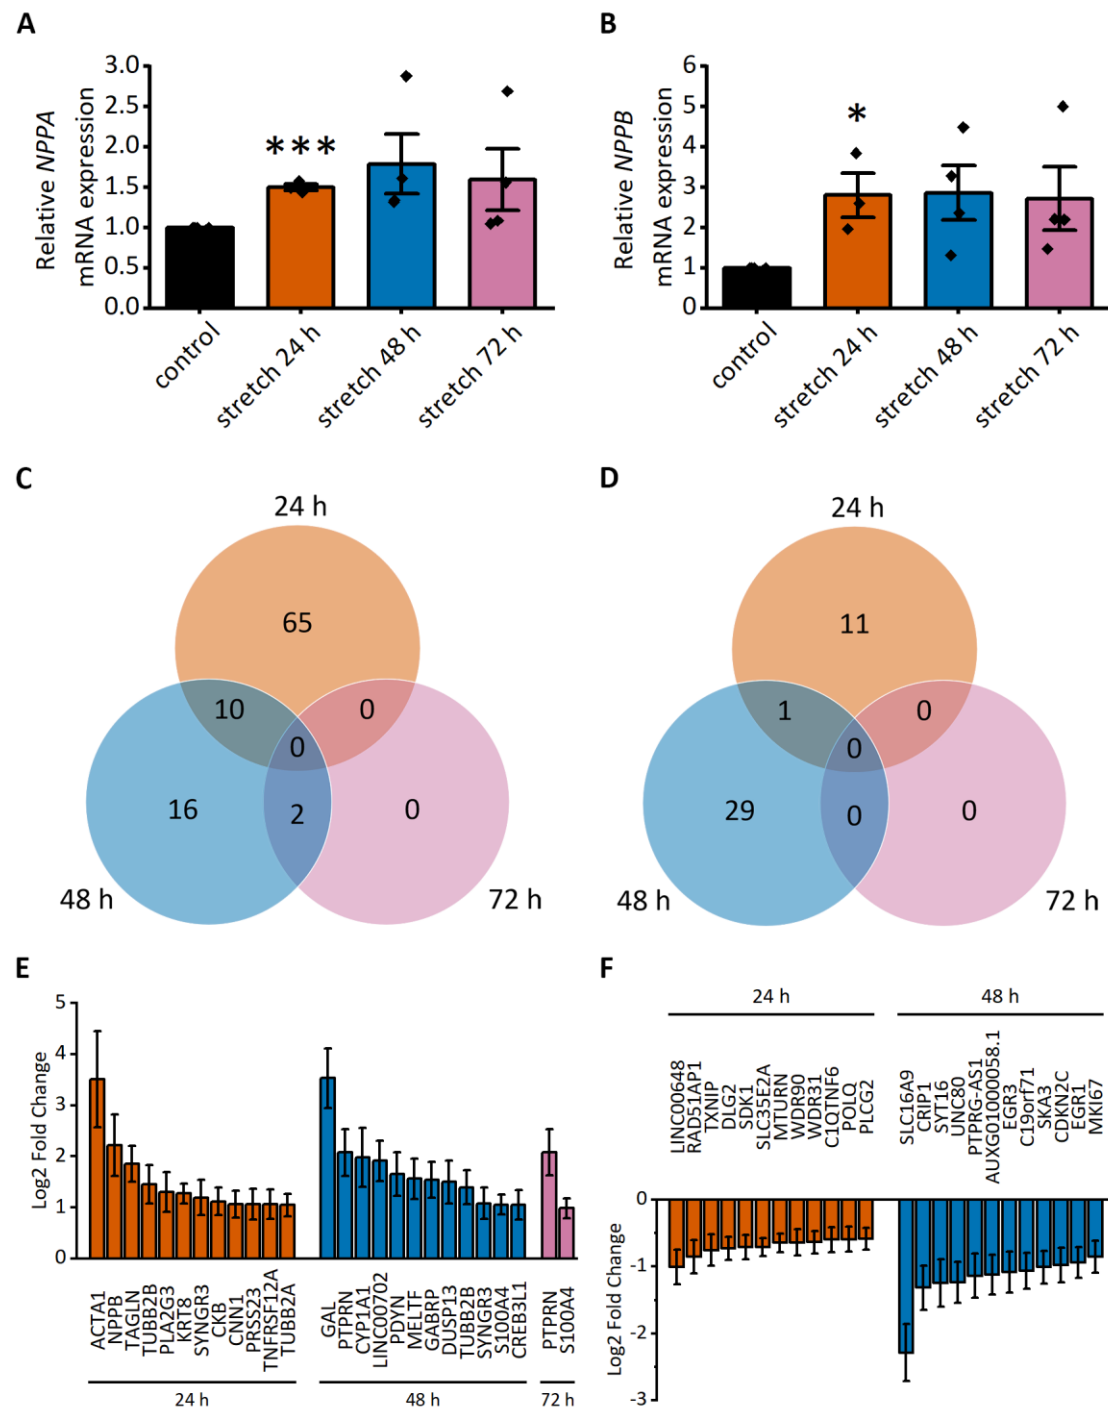 A
Relative NPPA
mRNA expression
3.0
2.5
2.0
1.5
1.0
0.5
0.0
***
control
stretch 24 h
stretch 48 h
stretch 72 h
B
Relative NPPB
mRNA expression
6
5
4
3
2
1
0
*
control
stretch 24 h
stretch 48 h
stretch 72 h
C
24 h
65
10
0
0
16
2
0
48 h
72 h
D
24 h
11
1
0
0
29
0
0
48 h
72 h
E
Log2 Fold Change
5
4
3
2
1
0
ACTA1
NPPB
TAGLN
TUBB2B
PLA2G3
KRT8
SYNGR3
CKB
CNN1
PRSS23
TNFRSF12A
TUBB2A
24 h
GAL
PTPRN
CYP1A1
LINC00702
PDYN
MELTF
GABRP
DUSP13
TUBB2B
SYNGR3
S100A4
CREB3L1
48 h
PTPRN
S100A4
72 h
F
24 h
48 h
LINC00648
RAD51AP1
TXNIP
DLG2
SDK1
SLC35E2A
MTURN
WDR90
WDR31
C1QTNF6
POLQ
PLCG2
SLC16A9
CRIP1
SYT16
UNC80
PTPRG-AS1
AUXG01000058.1
EGR3
C19orf71
SKA3
CDKN2C
EGR1
MKI67
Log2 Fold Change
0
-1
-2
-3